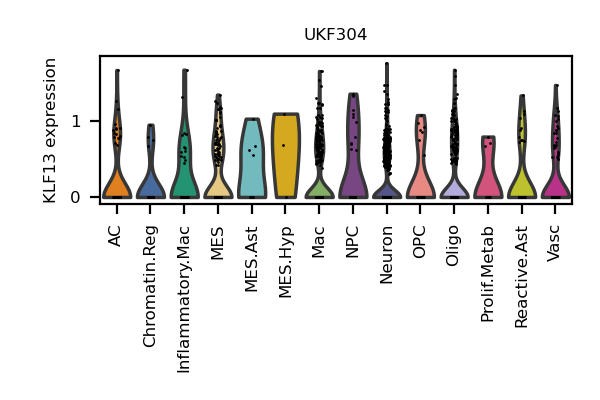 UKF304
KLF13 expression
1
0
AC
Chromatin.Reg
Inflammatory.Mac
MES
MES.Ast
MES.Hyp
Mac
NPC
Neuron
OPC
Oligo
Prolif.Metab
Reactive.Ast
Vasc